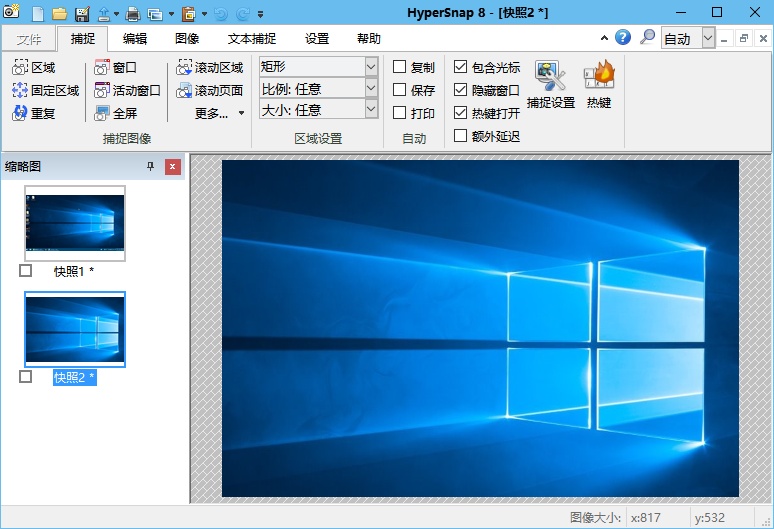 HyperSnap 8 - [快照2 *]
文件 捕捉 编辑 图像 文本捕捉 设置 帮助 自动
区域 窗口 滚动区域 矩形 复制 包含光标
固定区域 活动窗口 滚动页面 比例: 任意 保存 隐蔽窗口 捕捉设置 热键
重复 全屏 更多... 大小: 任意 打印 热键打开
额外延迟
捕捉图像 区域设置 自动
缩略图
快照1 *
快照2 *
图像大小: x:817 y:532